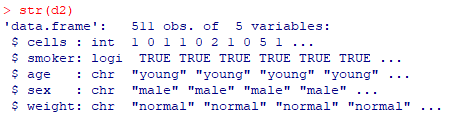 > str(d2)
'data.frame':   511 obs. of  5 variables:
 $ cells : int  1 0 1 1 0 2 1 0 5 1 ...
 $ smoker: logi  TRUE TRUE TRUE TRUE TRUE TRUE ...
 $ age   : chr  "young" "young" "young" "young" ...
 $ sex   : chr  "male" "male" "male" "male" ...
 $ weight: chr  "normal" "normal" "normal" "normal" ...